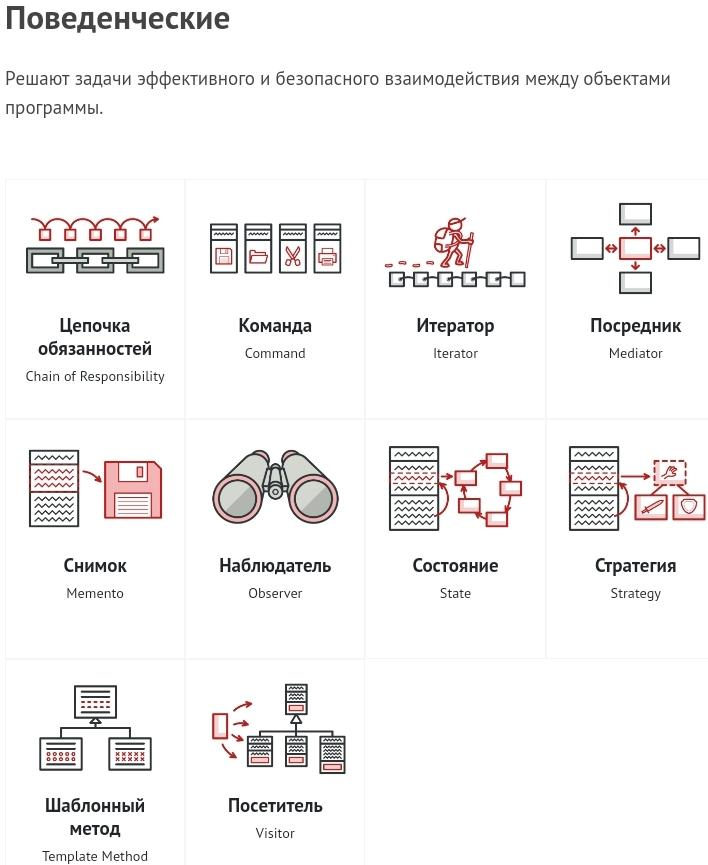 Поведенческие
Решают задачи эффективного и безопасного взаимодействия между объектами
программы.
Цепочка
обязанностей
Chain of Responsibility
Команда
Command
Итератор
Iterator
Посредник
Mediator
Снимок
Memento
Наблюдатель
Observer
Состояние
State
Стратегия
Strategy
Шаблонный
метод
Template Method
Посетитель
Visitor